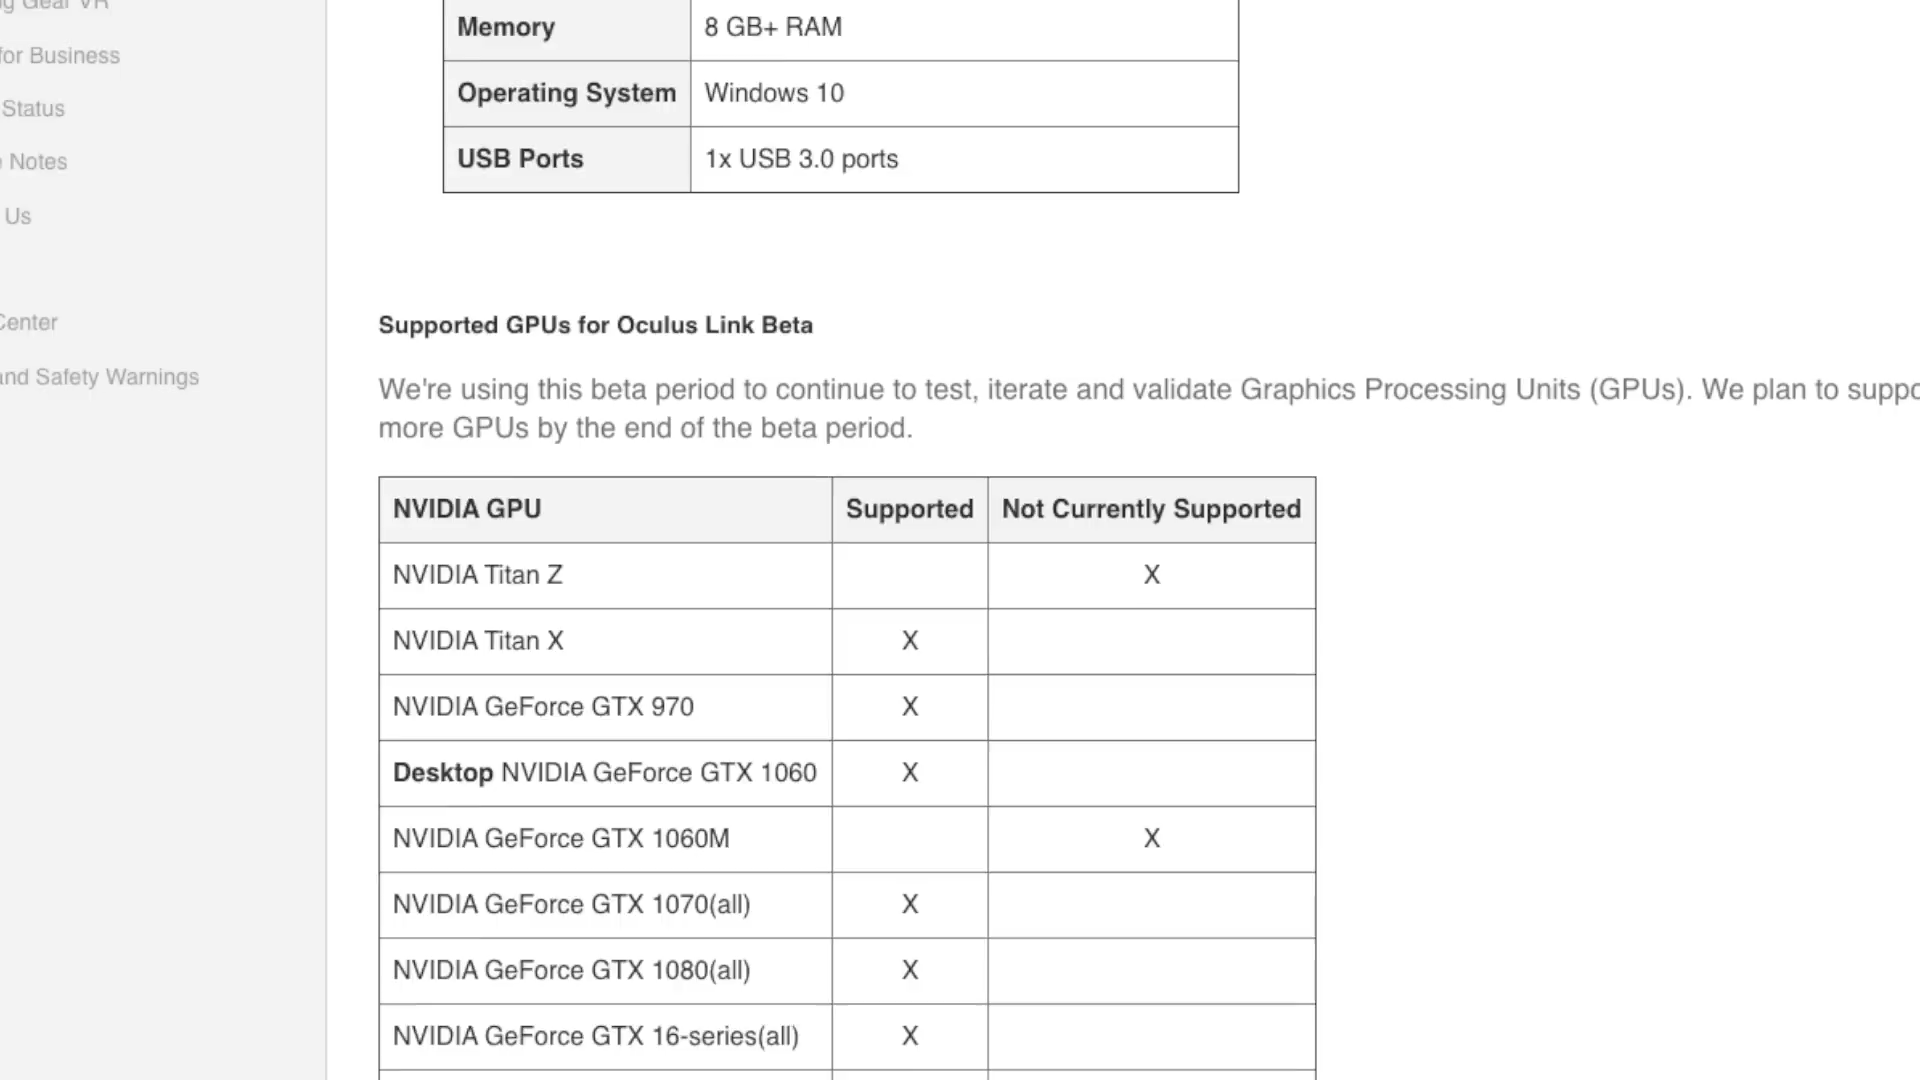 Gear VR
for Business
Status
Notes
Us
Center
and Safety Warnings
Memory 8 GB+ RAM
Operating System Windows 10
USB Ports 1x USB 3.0 ports
Supported GPUs for Oculus Link Beta
We're using this beta period to continue to test, iterate and validate Graphics Processing Units (GPUs). We plan to suppo
more GPUs by the end of the beta period.
NVIDIA GPU Supported Not Currently Supported
NVIDIA Titan Z X
NVIDIA Titan X X
NVIDIA GeForce GTX 970 X
Desktop NVIDIA GeForce GTX 1060 X
NVIDIA GeForce GTX 1060M X
NVIDIA GeForce GTX 1070(all) X
NVIDIA GeForce GTX 1080(all) X
NVIDIA GeForce GTX 16-series(all) X